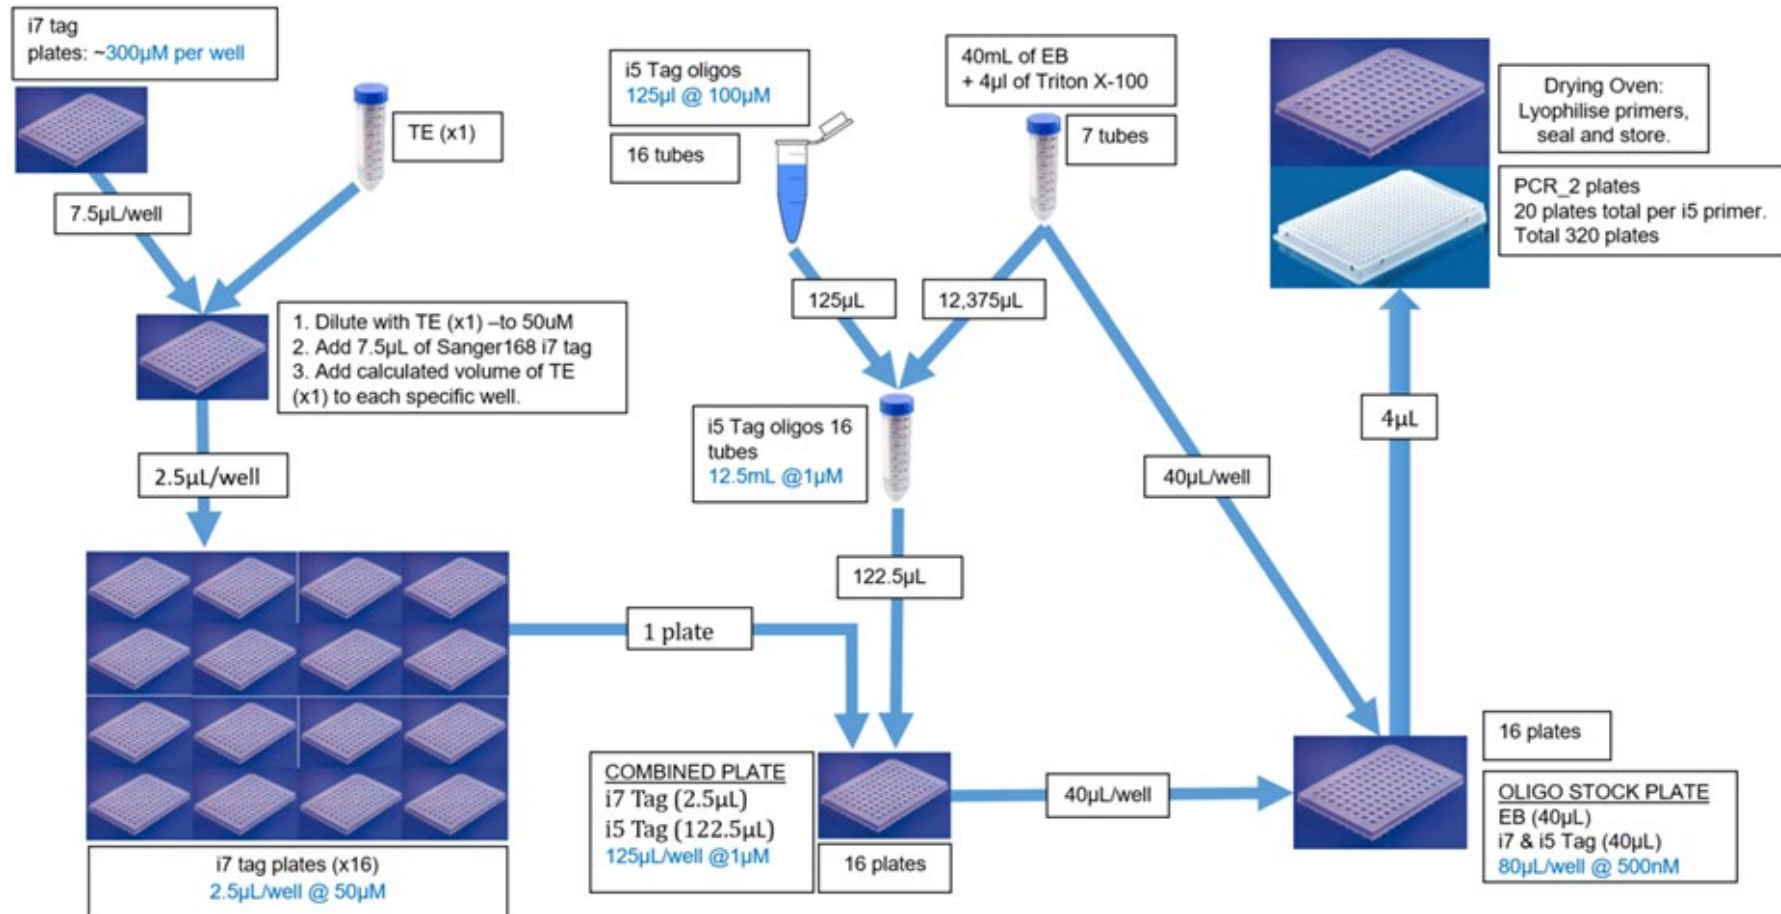 i7 tag
plates: ~300µM per well
TE (x1)
7.5µL/well
1. Dilute with TE (x1) –to 50uM
2. Add 7.5µL of Sanger168 i7 tag
3. Add calculated volume of TE
(x1) to each specific well.
2.5µL/well
i7 tag plates (x16)
2.5µL/well @ 50µM
1 plate
i5 Tag oligos
125µl @ 100µM
16 tubes
40mL of EB
+ 4µl of Triton X-100
7 tubes
125µL
12,375µL
i5 Tag oligos 16
tubes
12.5mL @1µM
122.5µL
40µL/well
COMBINED PLATE
i7 Tag (2.5µL)
i5 Tag (122.5µL)
125µL/well @1µM
16 plates
40µL/well
16 plates
OLIGO STOCK PLATE
EB (40µL)
i7 & i5 Tag (40µL)
80µL/well @ 500nM
4µL
Drying Oven:
Lyophilise primers,
seal and store.
PCR_2 plates
20 plates total per i5 primer.
Total 320 plates